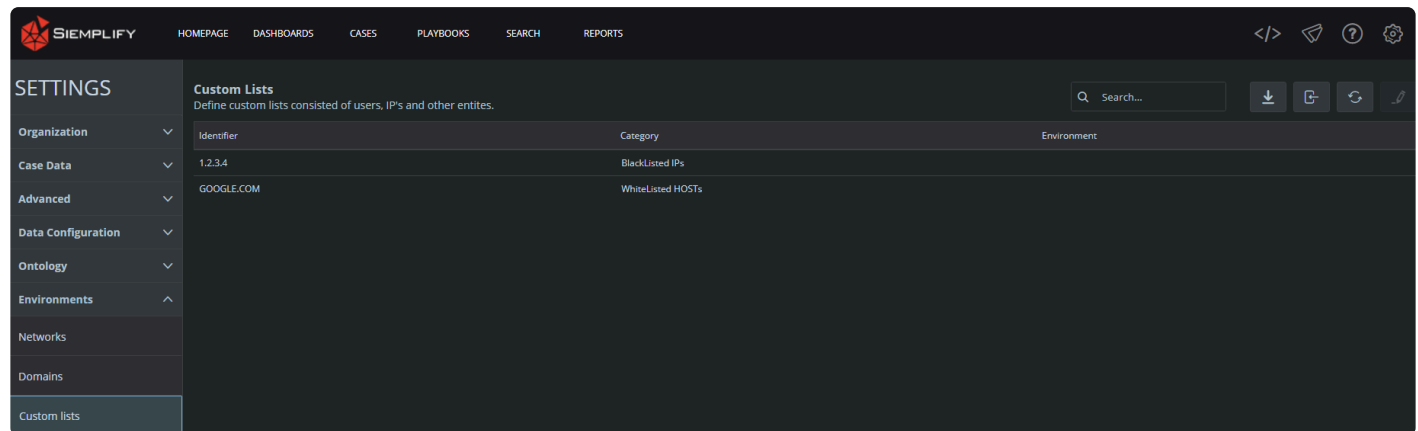 SIEMPLIFY HOMEPAGE DASHBOARDS CASES PLAYBOOKS SEARCH REPORTS </> ?
SETTINGS
Organization
Case Data
Advanced
Data Configuration
Ontology
Environments
Networks
Domains
Custom lists
Custom Lists
Define custom lists consisted of users, IP's and other entites.
Search...
Identifier Category Environment
1.2.3.4 BlackListed IPs
GOOGLE.COM WhiteListed HOSTs